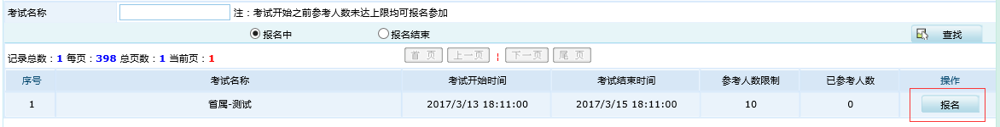 考试名称 注：考试开始之前参考人数未达上限均可报名参加
报名中 报名结束 查找
记录总数：1 每页：398 总页数：1 当前页：1 首 页 上一页 ¦ 下一页 尾 页
序号 考试名称 考试开始时间 考试结束时间 参考人数限制 已参考人数 操作
1 省属-测试 2017/3/13 18:11:00 2017/3/15 18:11:00 10 0 报名